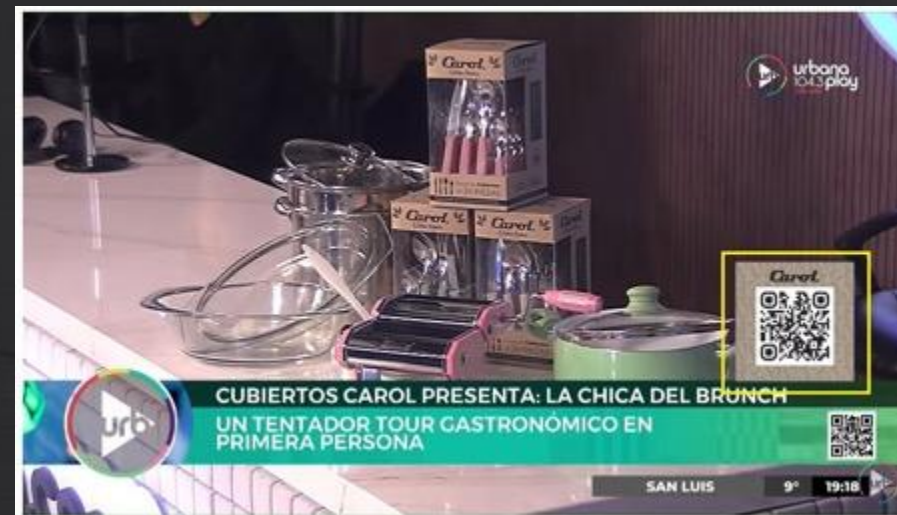 urbana
104.3 play
Carol
Carol
Carol
Carol
CUBIERTOS CAROL PRESENTA: LA CHICA DEL BRUNCH
UN TENTADOR TOUR GASTRONÓMICO EN
PRIMERA PERSONA
urb
SAN LUIS 9° 19:18